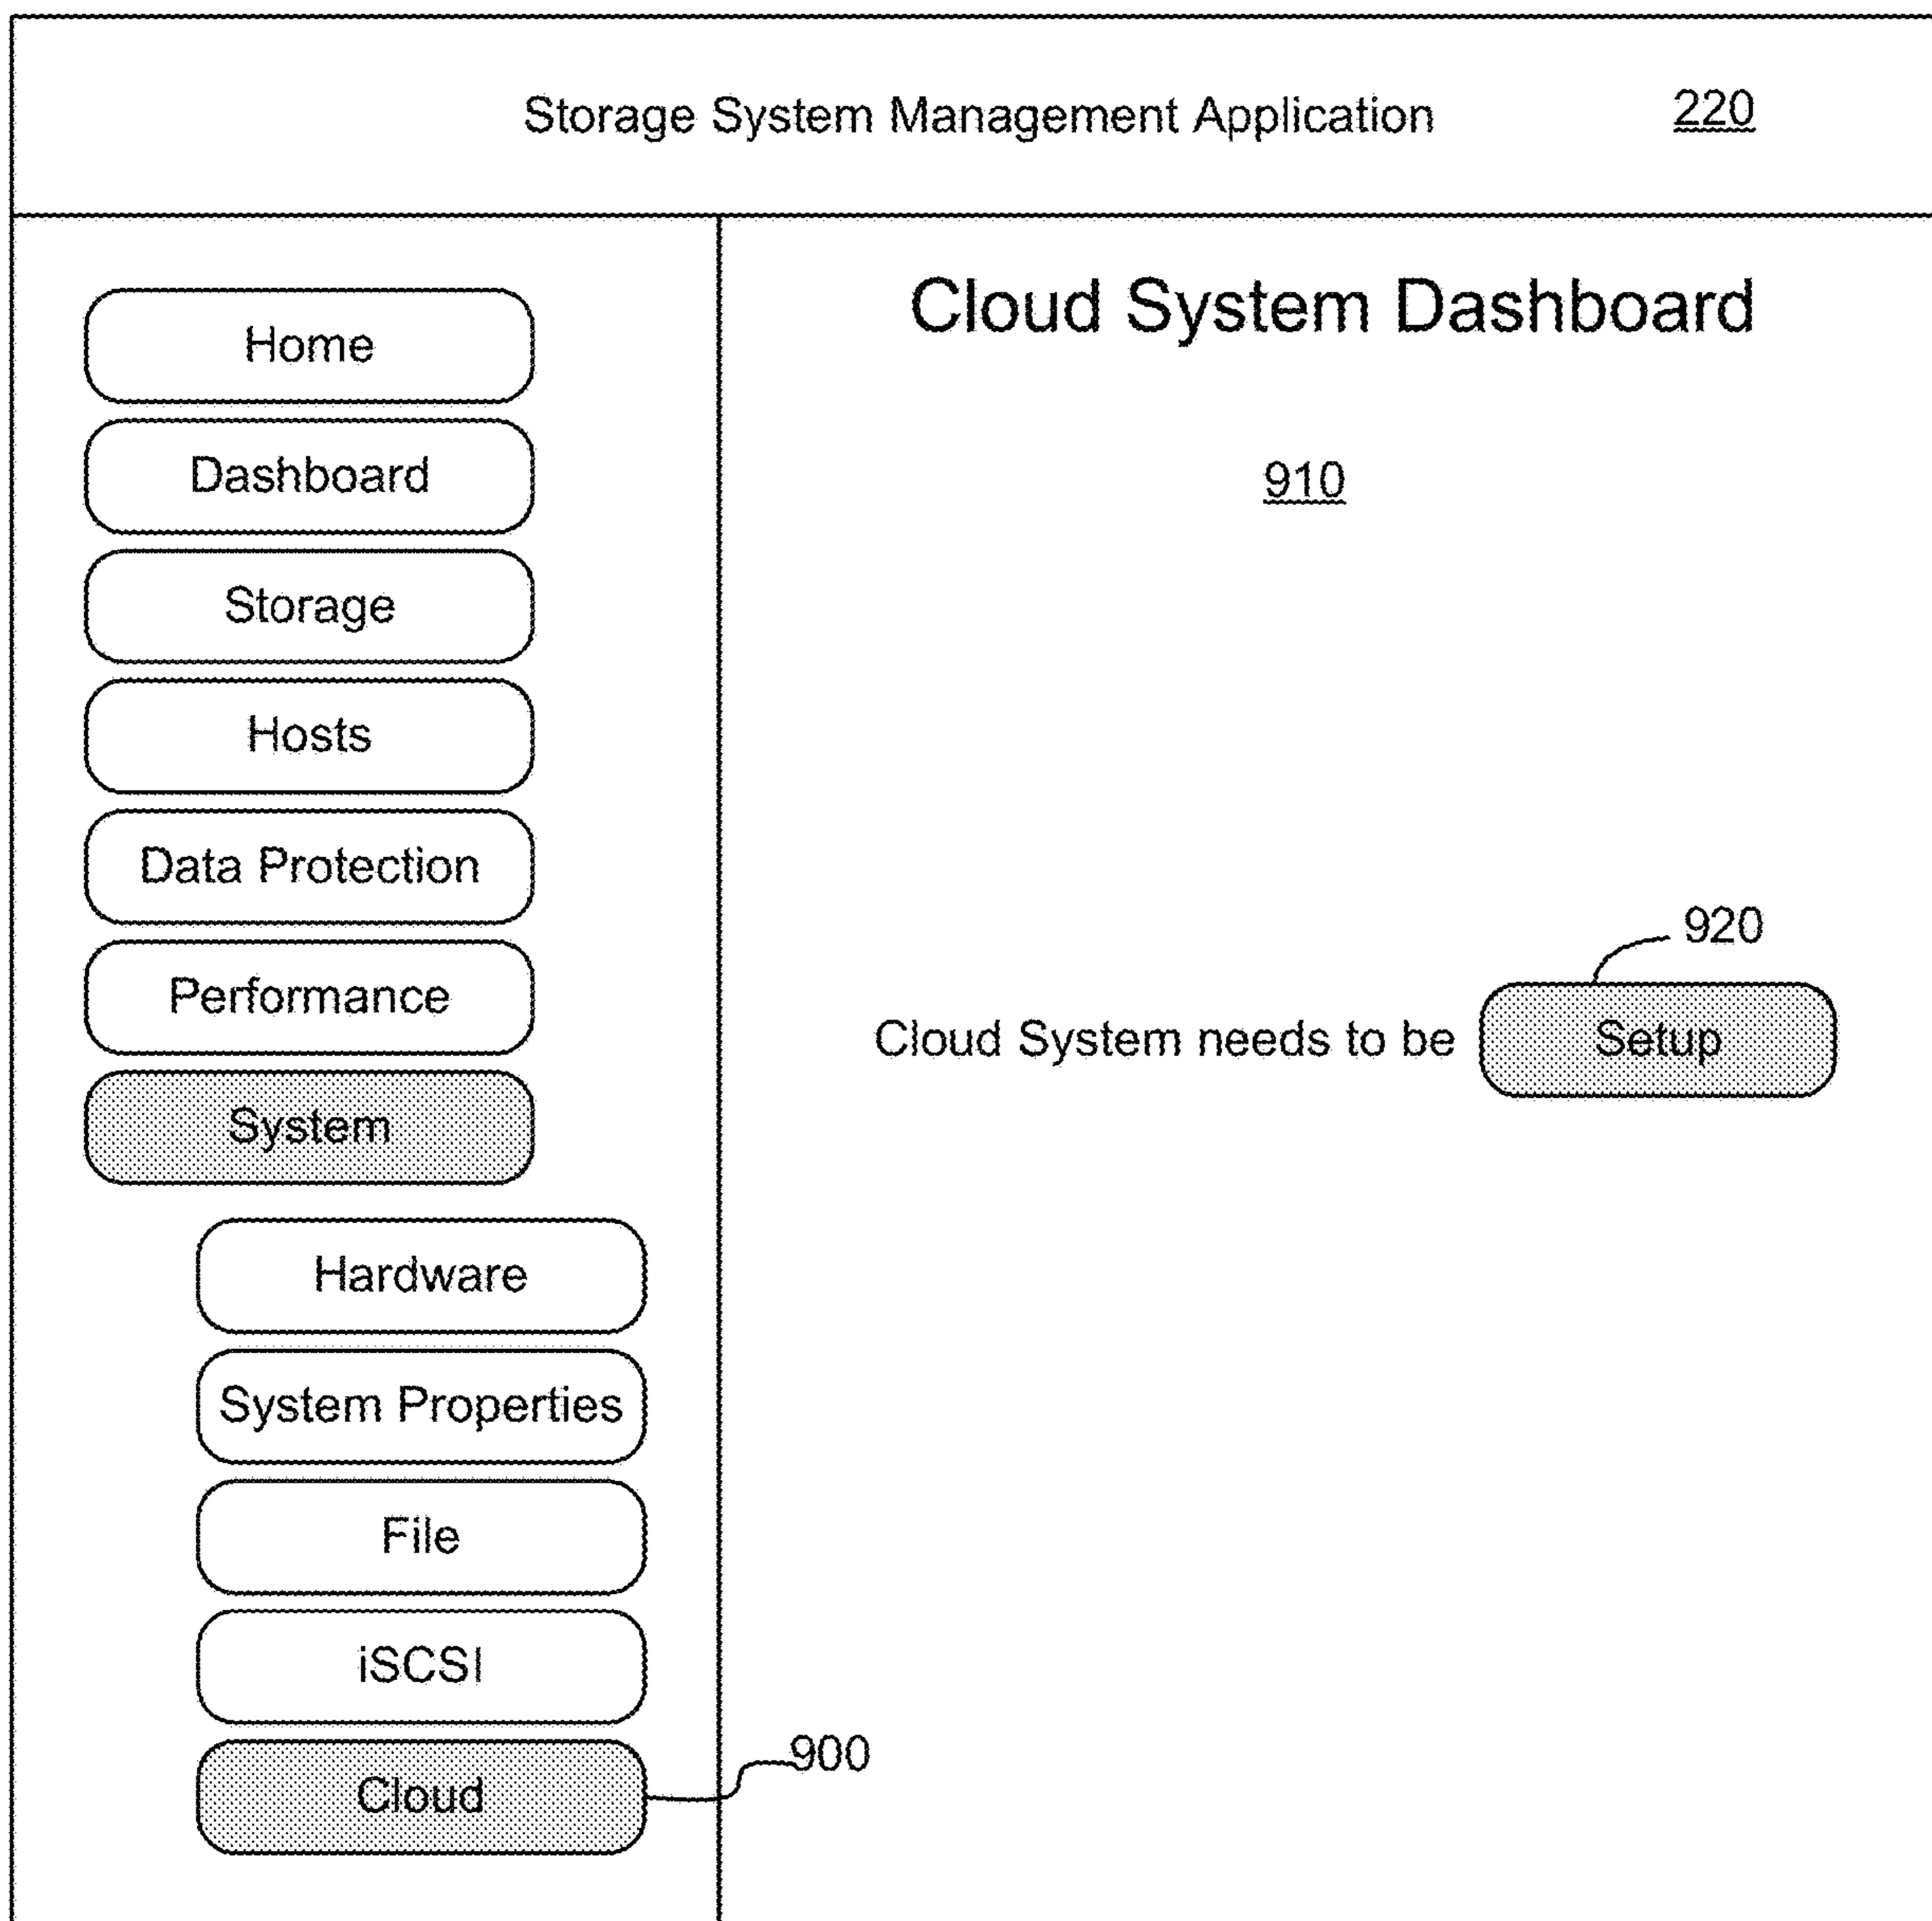 Storage System Management Application 220
Home
Dashboard
Storage
Hosts
Data Protection
Performance
System
Hardware
System Properties
File
iSCSI
Cloud
900
Cloud System Dashboard
910
920
Cloud System needs to be Setup